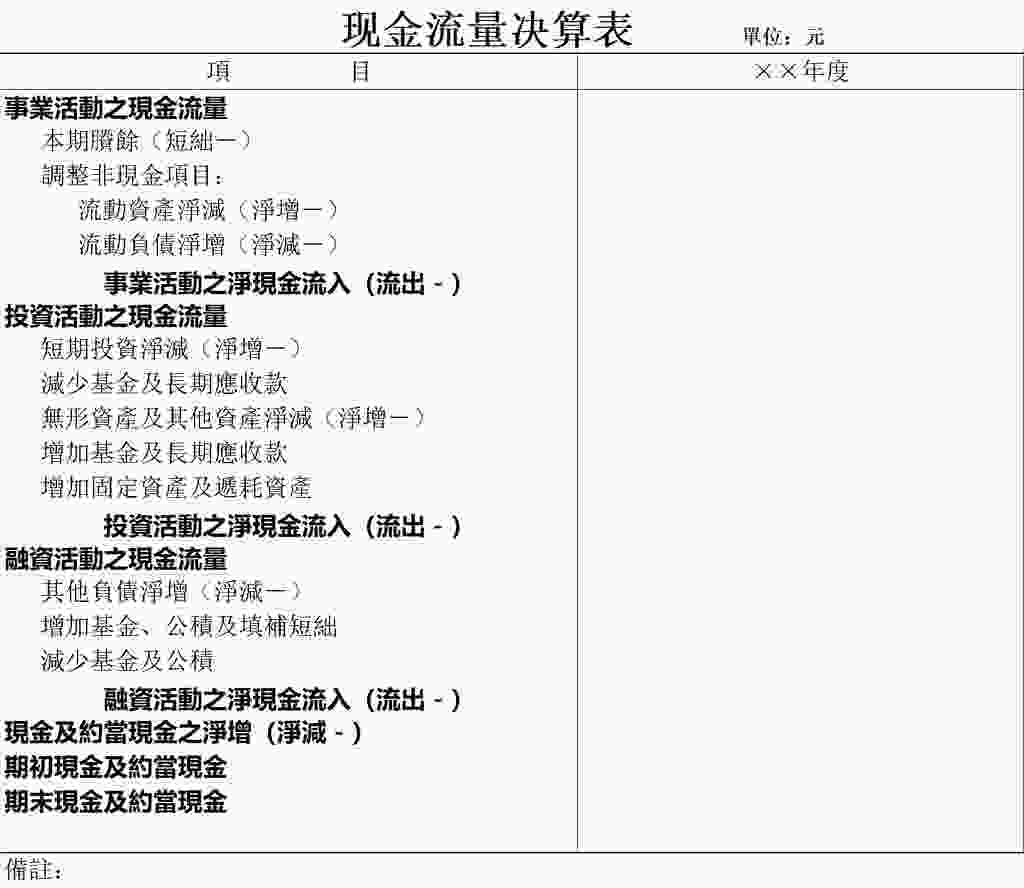 现金流量决算表 單位：元
項 目 ××年度
事業活動之現金流量
本期賸餘（短絀－）
調整非現金項目：
流動資產淨減（淨增－）
流動負債淨增（淨減－）
事業活動之淨現金流入（流出－）
投資活動之現金流量
短期投資淨減（淨增－）
減少基金及長期應收款
無形資產及其他資產淨減（淨增－）
增加基金及長期應收款
增加固定資產及遞耗資產
投資活動之淨現金流入（流出－）
融資活動之現金流量
其他負債淨增（淨減－）
增加基金、公積及填補短絀
減少基金及公積
融資活動之淨現金流入（流出－）
現金及約當現金之淨增（淨減－）
期初現金及約當現金
期末現金及約當現金
備註：